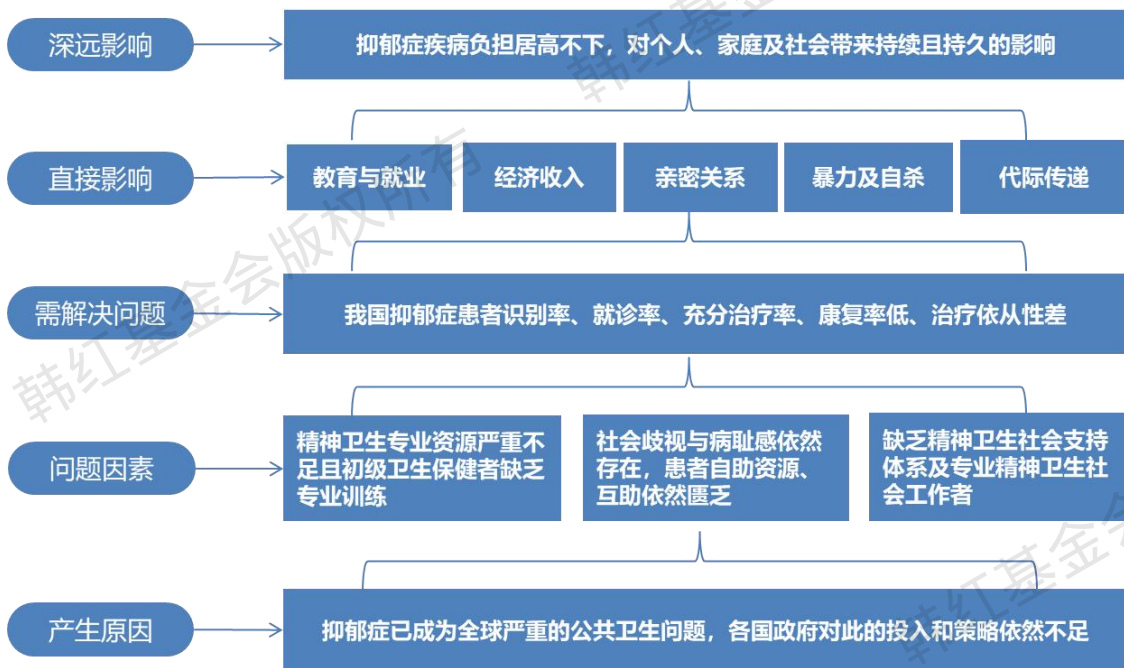 深远影响
抑郁症疾病负担居高不下，对个人、家庭及社会带来持续且持久的影响
直接影响
教育与就业
经济收入
亲密关系
暴力及自杀
代际传递
需解决问题
我国抑郁症患者识别率、就诊率、充分治疗率、康复率低、治疗依从性差
问题因素
精神卫生专业资源严重不
足且初级卫生保健者缺乏
专业训练
社会歧视与病耻感依然
存在，患者自助资源、
互助依然匮乏
缺乏精神卫生社会支持
体系及专业精神卫生社
会工作者
产生原因
抑郁症已成为全球严重的公共卫生问题，各国政府对此的投入和策略依然不足
韩红基金会版权所有
韩红基金会
韩红基金会